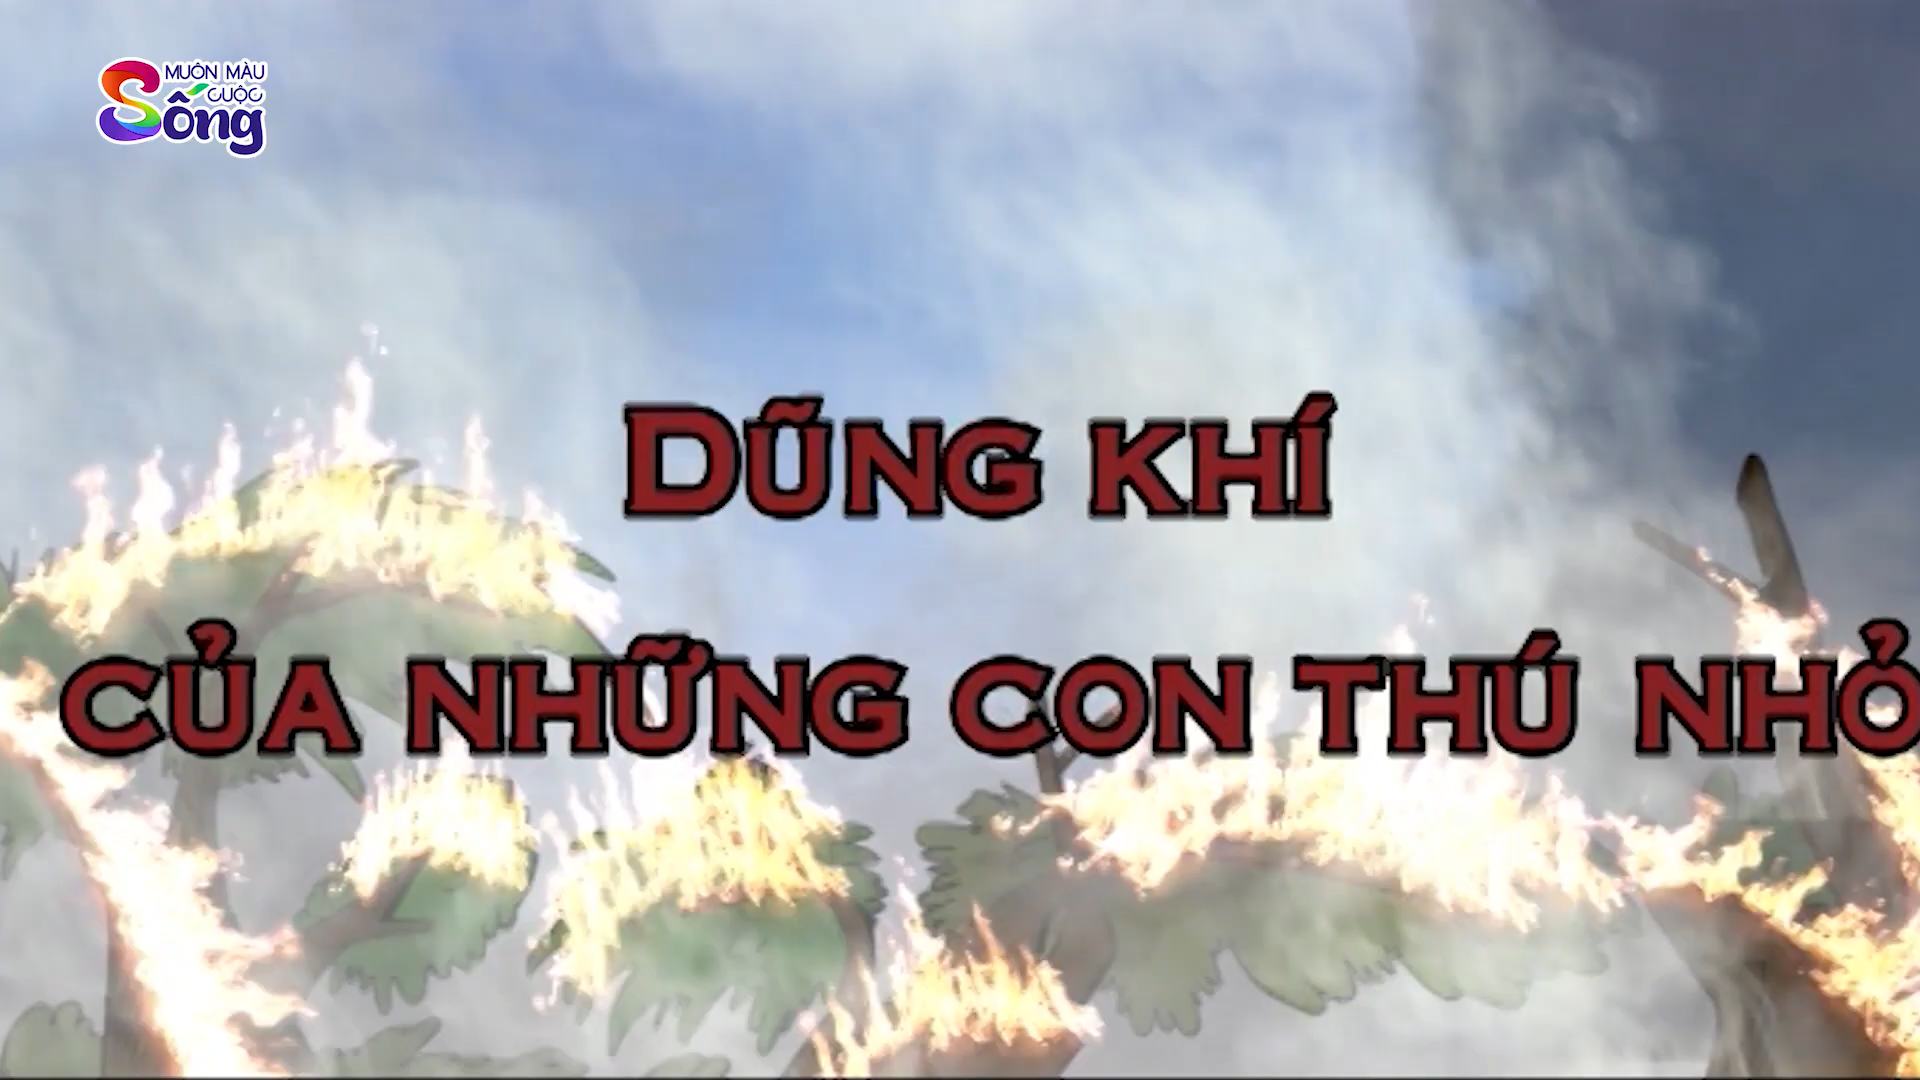 MUÔN MÀU
CUỘC
Sống
DŨNG KHÍ
CỦA NHỮNG CON THÚ NHỎ